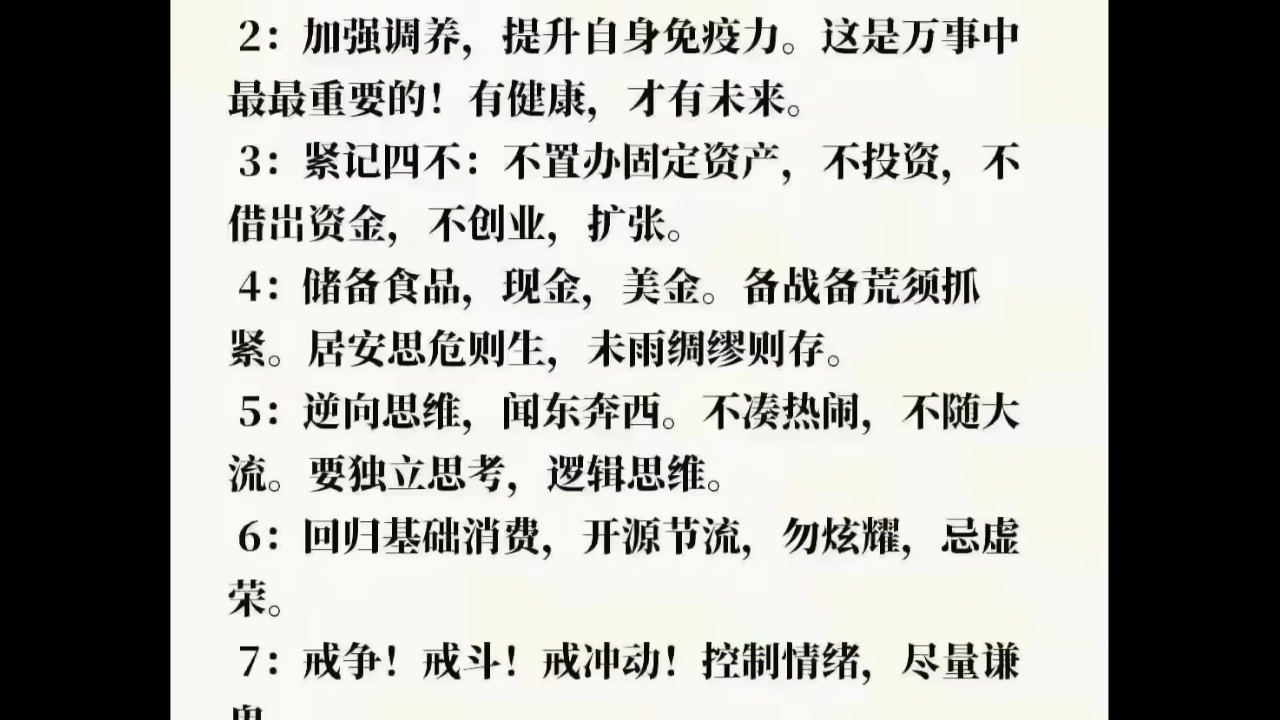 2：加强调养，提升自身免疫力。这是万事中
最最重要的！有健康，才有未来。
3：紧记四不：不置办固定资产，不投资，不
借出资金，不创业，扩张。
4：储备食品，现金，美金。备战备荒须抓
紧。居安思危则生，未雨绸缪则存。
5：逆向思维，闻东奔西。不凑热闹，不随大
流。要独立思考，逻辑思维。
6：回归基础消费，开源节流，勿炫耀，忌虚
荣。
7：戒争！戒斗！戒冲动！控制情绪，尽量谦